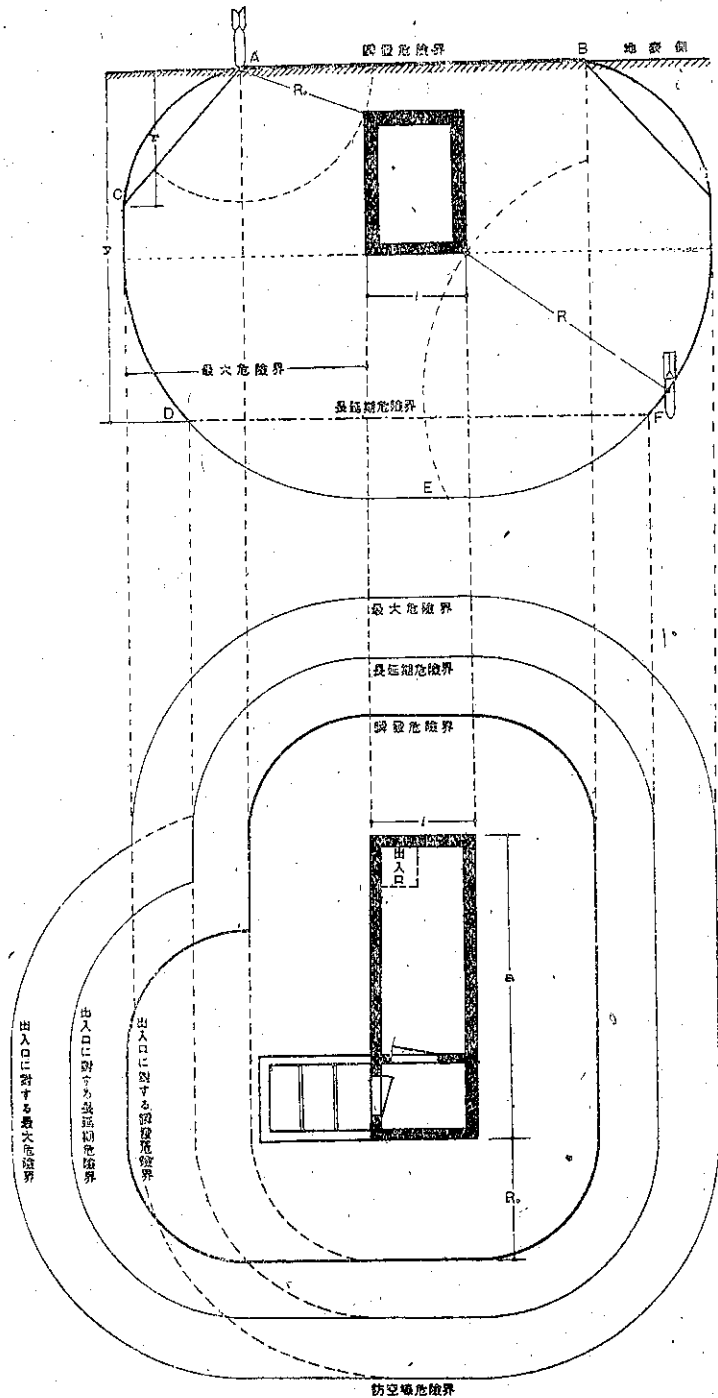 A
瞬發危險界
B
地表側
R₀
r
C
y
l
R
最大危險界
D
長延期危險界
F
E
最大危險界
長延期危險界
瞬發危險界
l
出入口
a
出入口に對する最大危險界
出入口に對する長延期危險界
出入口に對する瞬發危險界
R₀
防空壕危險界